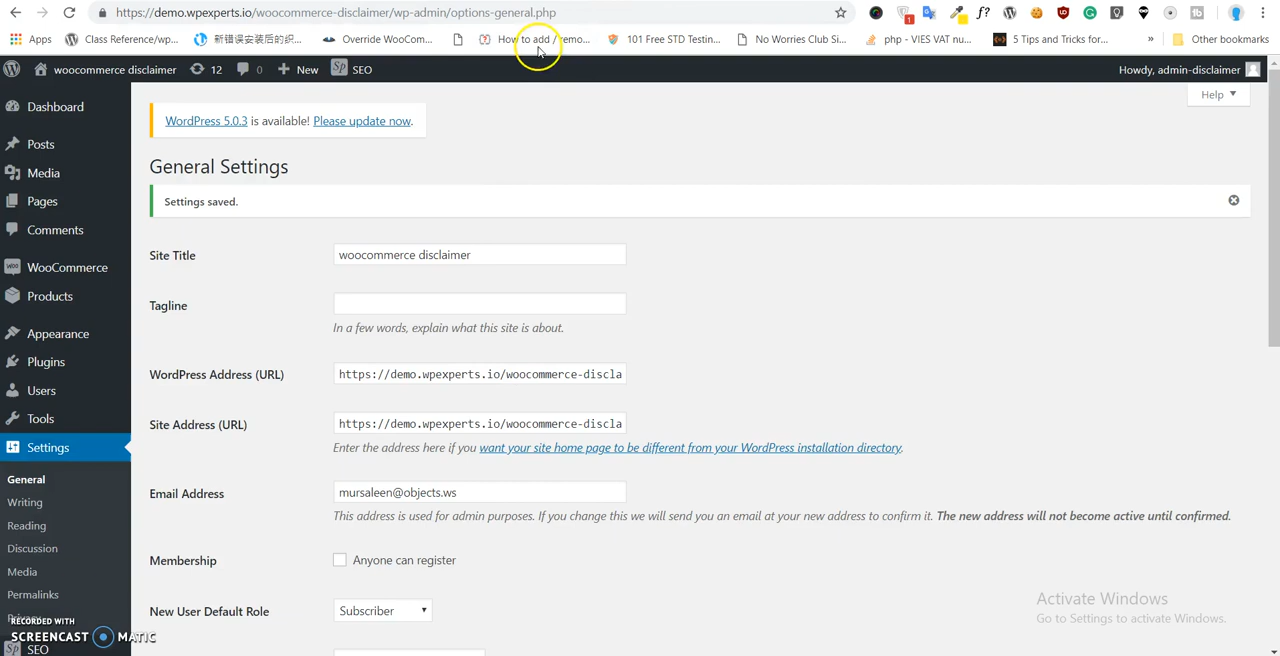 https://demo.wpexperts.io/woocommerce-disclaimer/wp-admin/options-general.php
Apps Class Reference/wp... 新错误安装后的织... Override WooCom... How to add / remo... 101 Free STD Testin... No Worries Club Si... php - VIES VAT nu... 5 Tips and Tricks for... » Other bookmarks
woocommerce disclaimer 12 0 + New SEO Howdy, admin-disclaimer
Help
Dashboard
Posts
Media
Pages
Comments
WooCommerce
Products
Appearance
Plugins
Users
Tools
Settings
General
Writing
Reading
Discussion
Media
Permalinks
SEO
WordPress 5.0.3 is available! Please update now.
General Settings
Settings saved.
Site Title woocommerce disclaimer
Tagline
In a few words, explain what this site is about.
WordPress Address (URL) https://demo.wpexperts.io/woocommerce-discla
Site Address (URL) https://demo.wpexperts.io/woocommerce-discla
Enter the address here if you want your site home page to be different from your WordPress installation directory.
Email Address mursaleen@objects.ws
This address is used for admin purposes. If you change this we will send you an email at your new address to confirm it. The new address will not become active until confirmed.
Membership Anyone can register
New User Default Role Subscriber
Activate Windows
Go to Settings to activate Windows.
RECORDED WITH
SCREENCAST MATIC